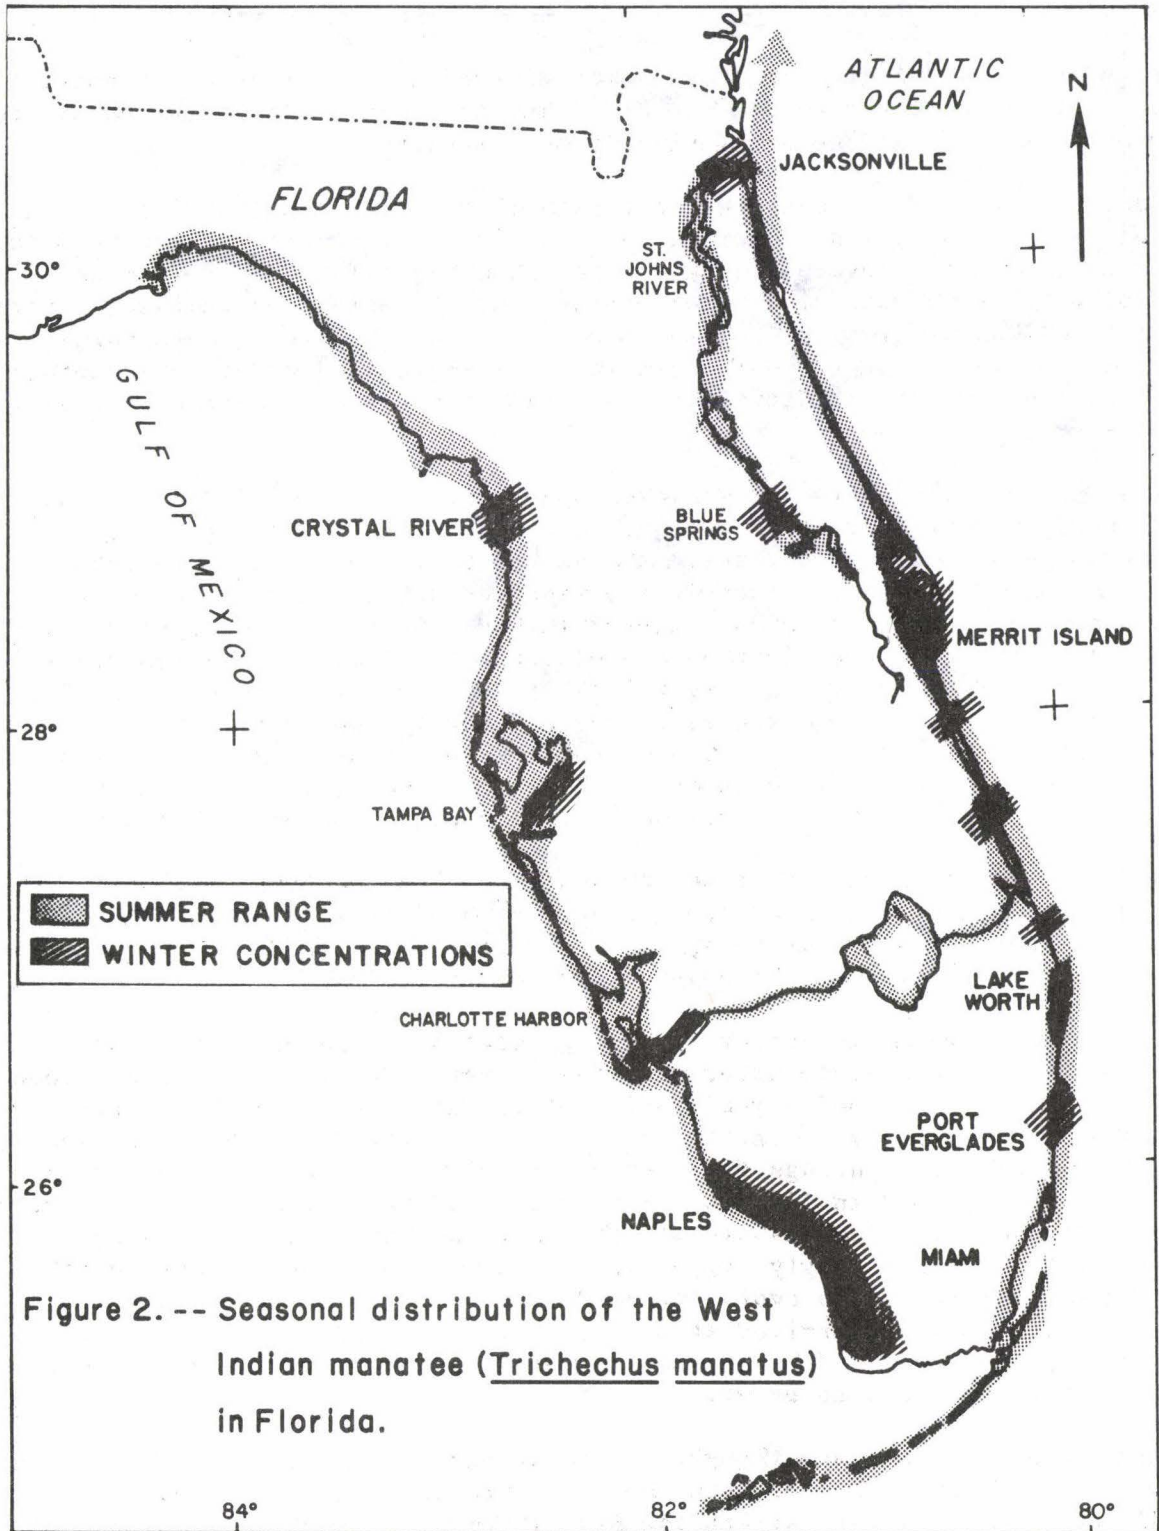 ATLANTIC
OCEAN
N
JACKSONVILLE
FLORIDA
ST.
JOHNS
RIVER
30°
GULF OF MEXICO
CRYSTAL RIVER
BLUE
SPRINGS
MERRIT ISLAND
28°
TAMPA BAY
SUMMER RANGE
WINTER CONCENTRATIONS
LAKE
WORTH
CHARLOTTE HARBOR
PORT
EVERGLADES
26°
NAPLES
MIAMI
Figure 2. -- Seasonal distribution of the West
Indian manatee (Trichechus manatus)
in Florida.
84°
82°
80°